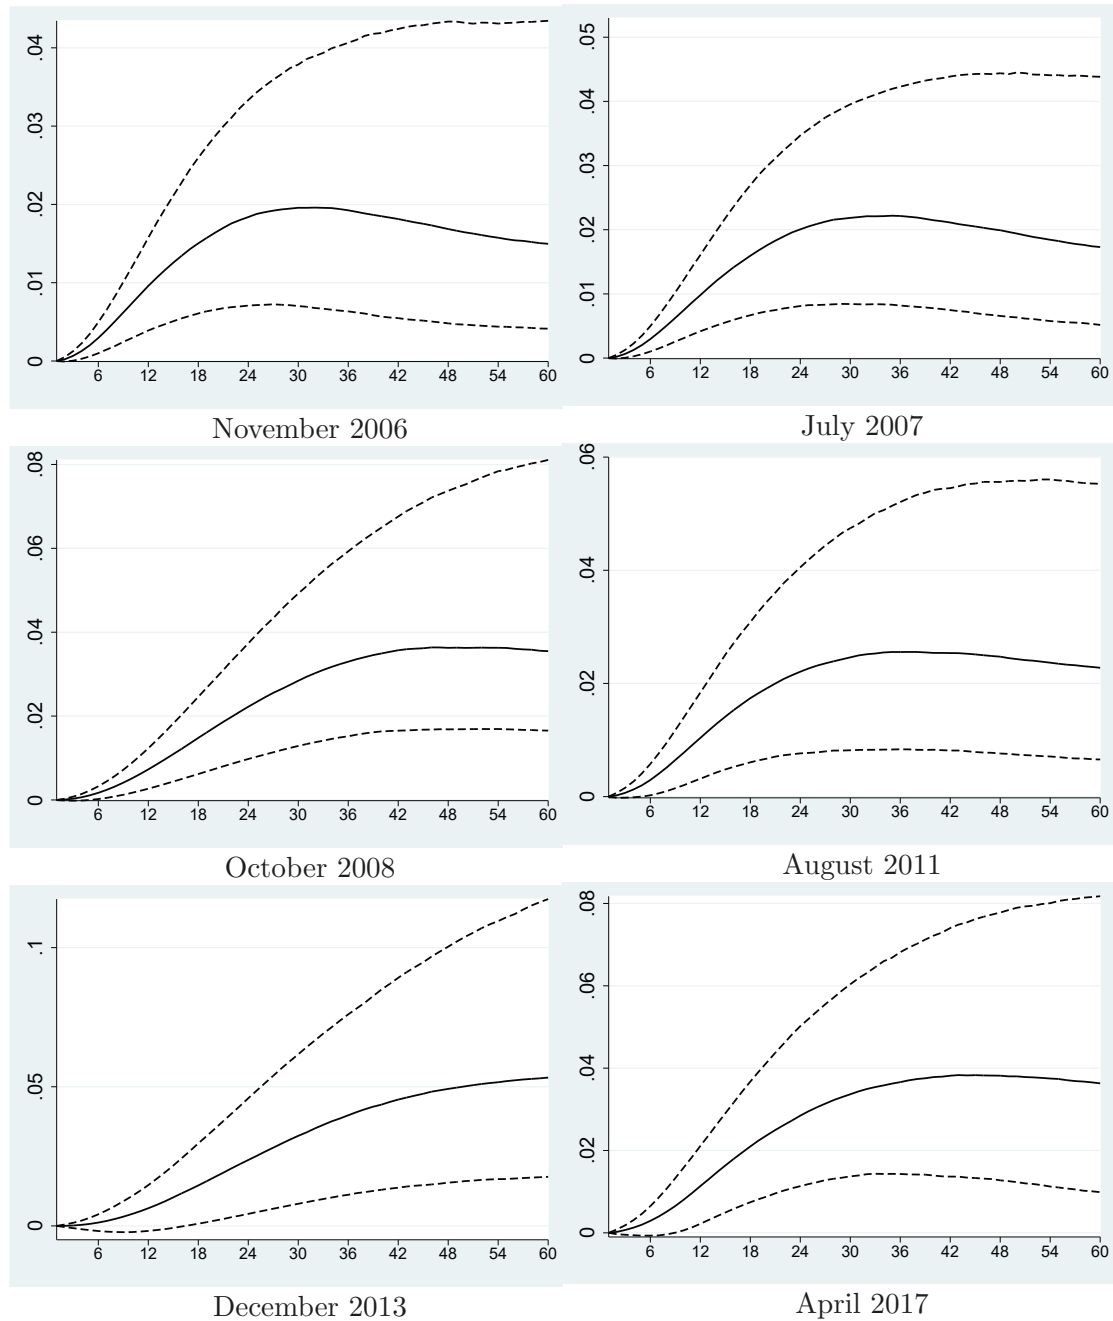 .04
.03
.02
.01
0
6 12 18 24 30 36 42 48 54 60
November 2006
.05
.04
.03
.02
.01
0
6 12 18 24 30 36 42 48 54 60
July 2007
.08
.06
.04
.02
0
6 12 18 24 30 36 42 48 54 60
October 2008
.06
.04
.02
0
6 12 18 24 30 36 42 48 54 60
August 2011
.1
.05
0
6 12 18 24 30 36 42 48 54 60
December 2013
.08
.06
.04
.02
0
6 12 18 24 30 36 42 48 54 60
April 2017